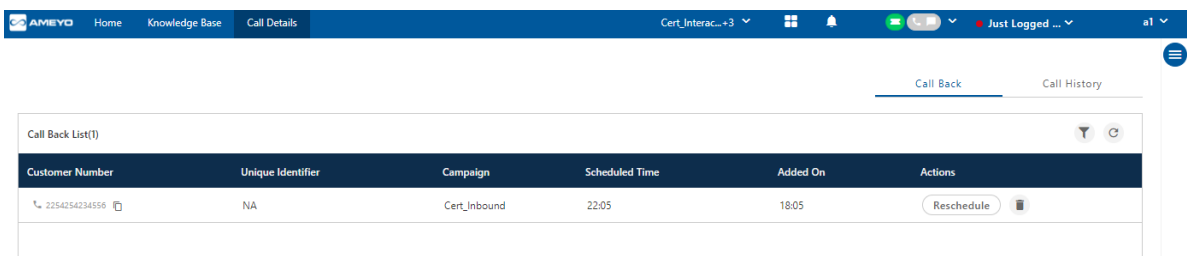 AMEYO Home Knowledge Base Call Details Cert_Interac...+3 Just Logged ... a1
Call Back Call History
Call Back List(1)
Customer Number Unique Identifier Campaign Scheduled Time Added On Actions
2254254234556 NA Cert_Inbound 22:05 18:05 Reschedule